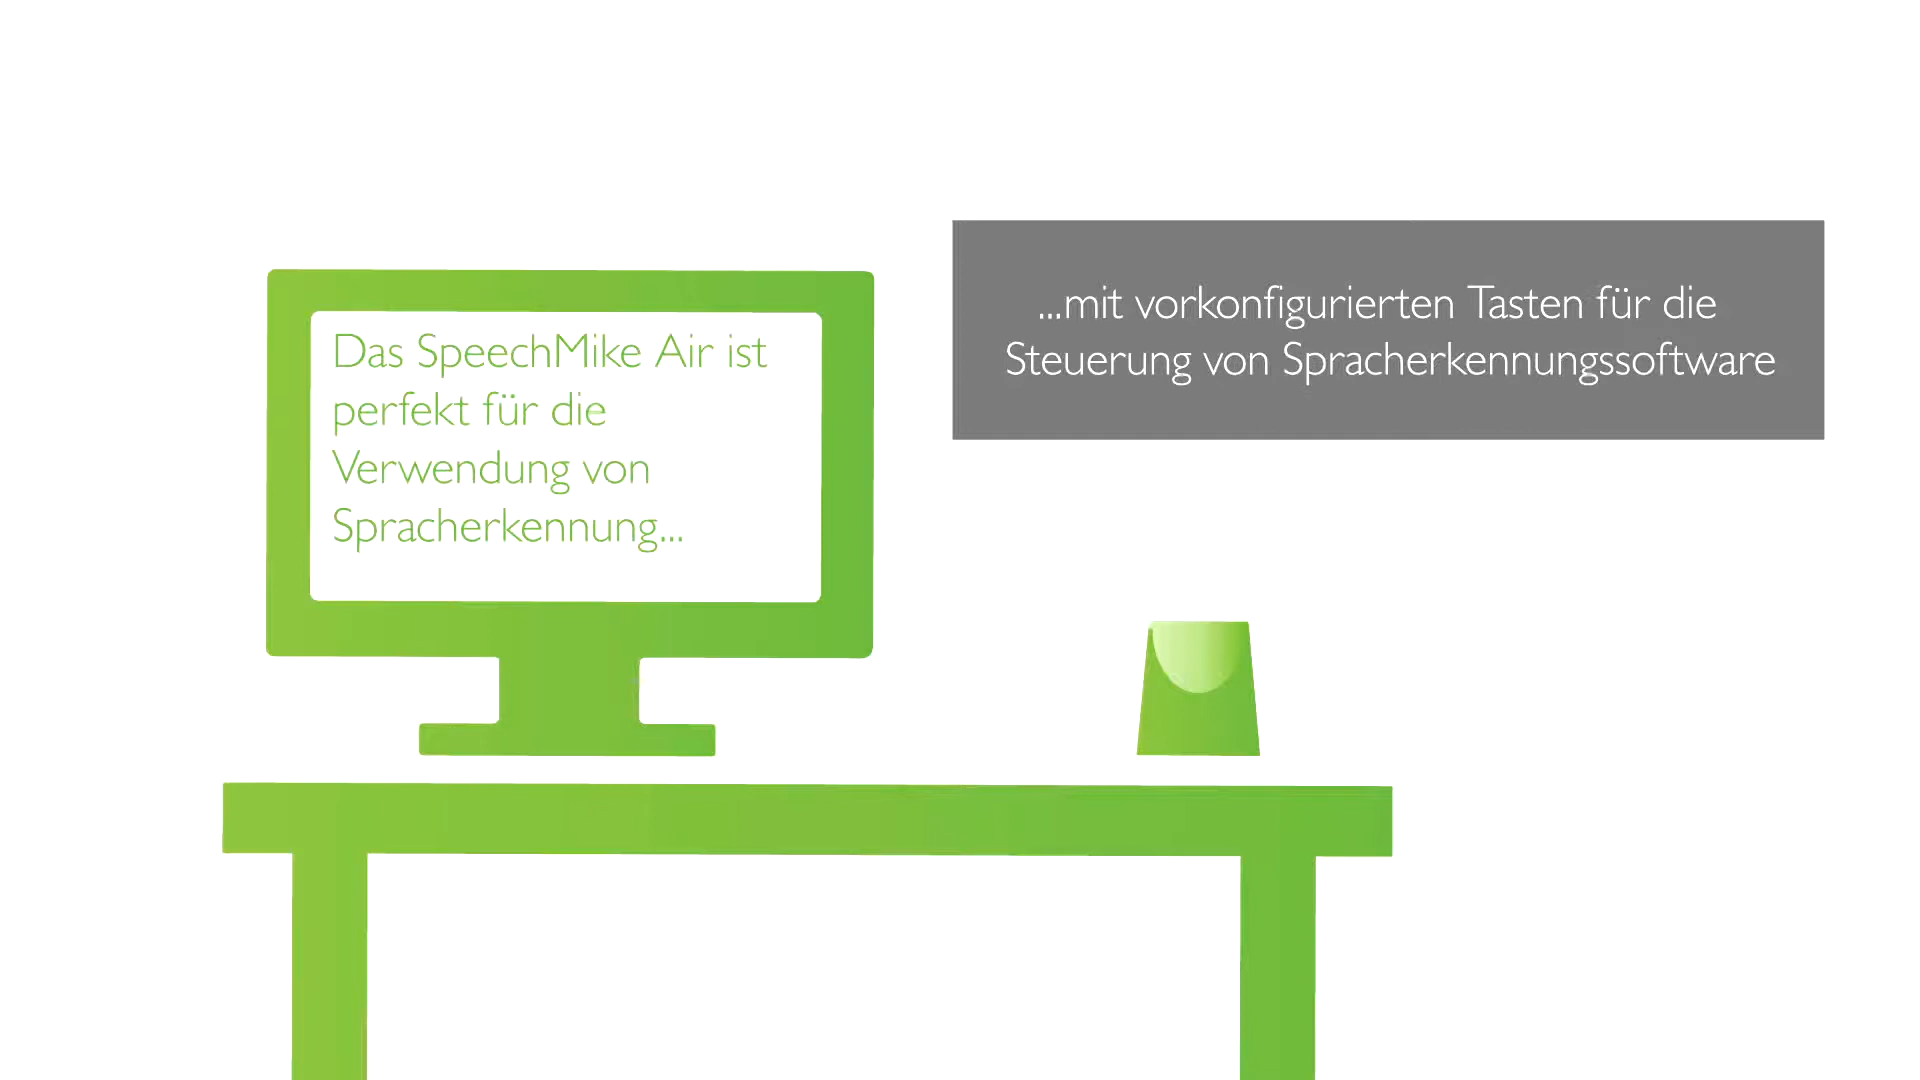 Das SpeechMike Air ist
perfekt für die
Verwendung von
Spracherkennung...
...mit vorkonfigurierten Tasten für die
Steuerung von Spracherkennungssoftware